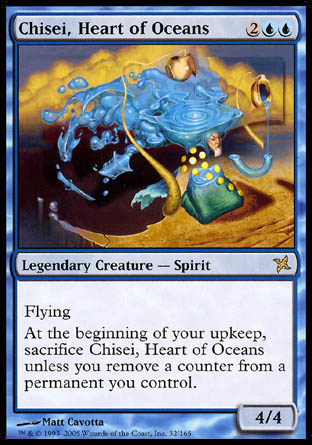 Chisei, Heart of Oceans 2
Legendary Creature — Spirit
Flying
At the beginning of your upkeep,
sacrifice Chisei, Heart of Oceans
unless you remove a counter from a
permanent you control.
Matt Cavotta
™ & © 1993–2005 Wizards of the Coast, Inc. 32/165
4/4